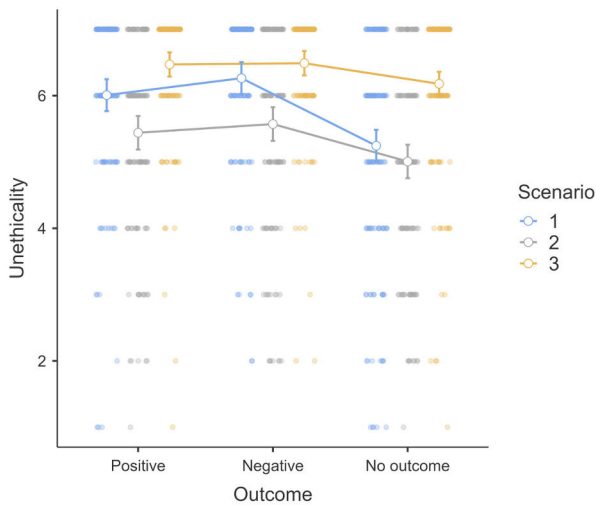 Unethicality
6
4
2
Positive
Negative
No outcome
Outcome
Scenario
1
2
3